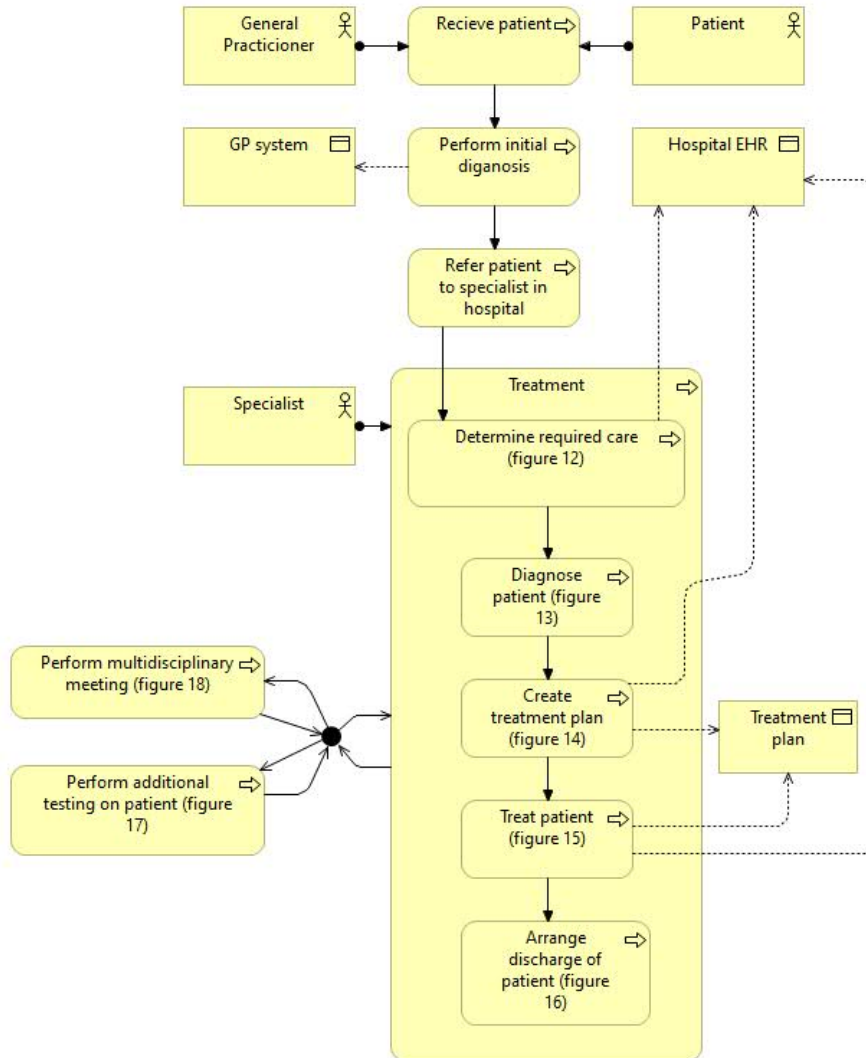 General
Practicioner
Recieve patient
Patient
GP system
Perform initial
diganosis
Hospital EHR
Refer patient
to specialist in
hospital
Specialist
Treatment
Determine required care
(figure 12)
Diagnose
patient (figure
13)
Perform multidisciplinary
meeting (figure 18)
Create
treatment plan
(figure 14)
Treatment
plan
Perform additional
testing on patient (figure
17)
Treat patient
(figure 15)
Arrange
discharge of
patient (figure
16)